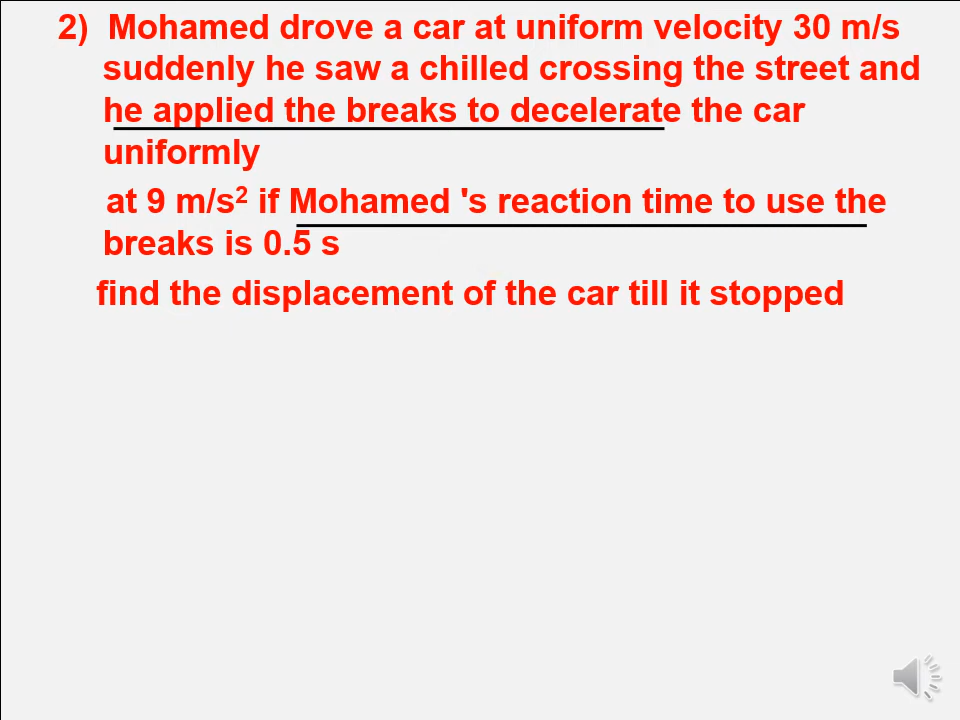 2) Mohamed drove a car at uniform velocity 30 m/s
suddenly he saw a chilled crossing the street and
he applied the breaks to decelerate the car
uniformly
at 9 m/s² if Mohamed 's reaction time to use the
breaks is 0.5 s
find the displacement of the car till it stopped